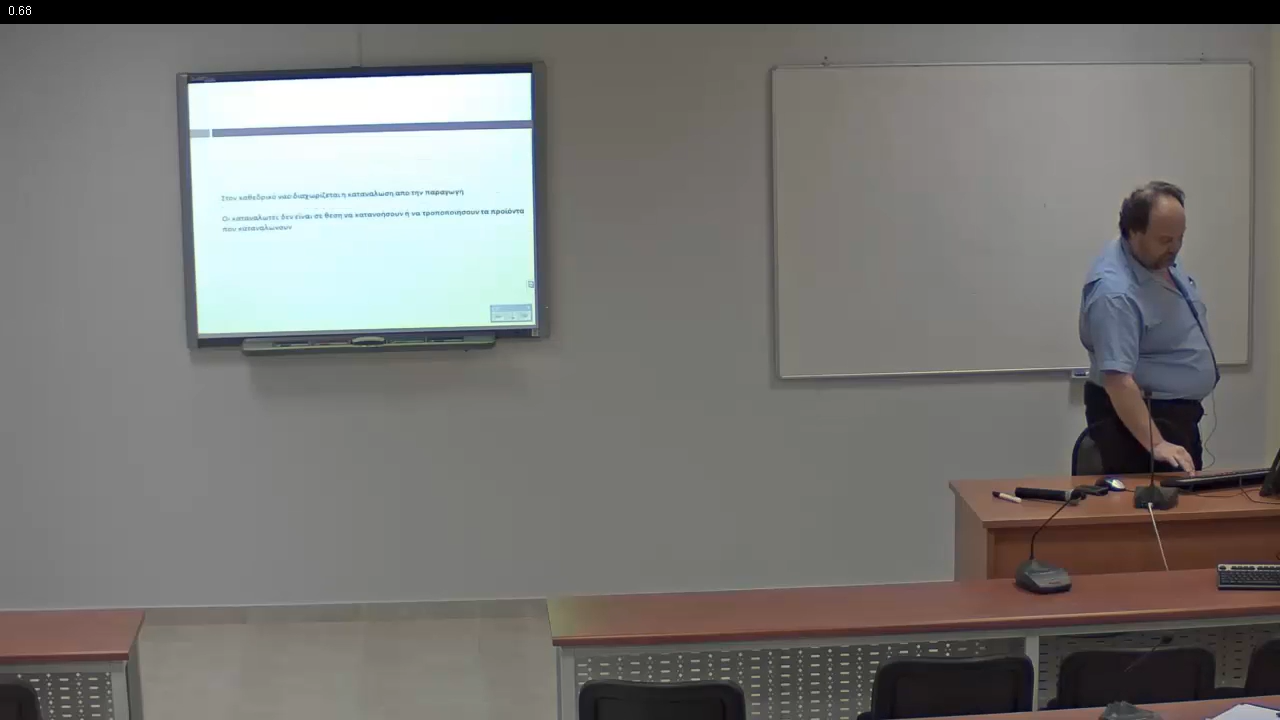 0.68
Στον καθεδρικό ναό διαχωρίζεται η κατανάλωση από την παραγωγή
Οι καταναλωτές δεν είναι σε θέση να κατανοήσουν ή να τροποποιήσουν τα προϊόντα
που καταναλώνουν